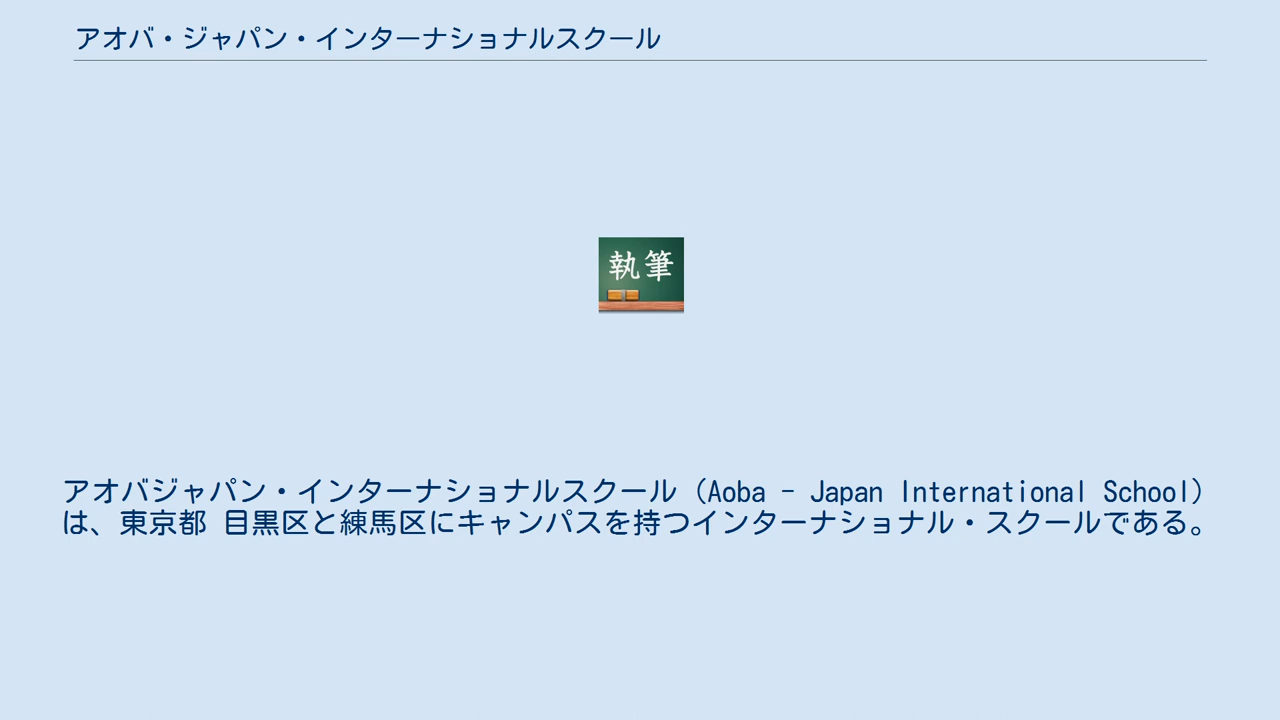 アオバ・ジャパン・インターナショナルスクール
執筆
アオバジャパン・インターナショナルスクール（Aoba - Japan International School）
は、東京都 目黒区と練馬区にキャンパスを持つインターナショナル・スクールである。